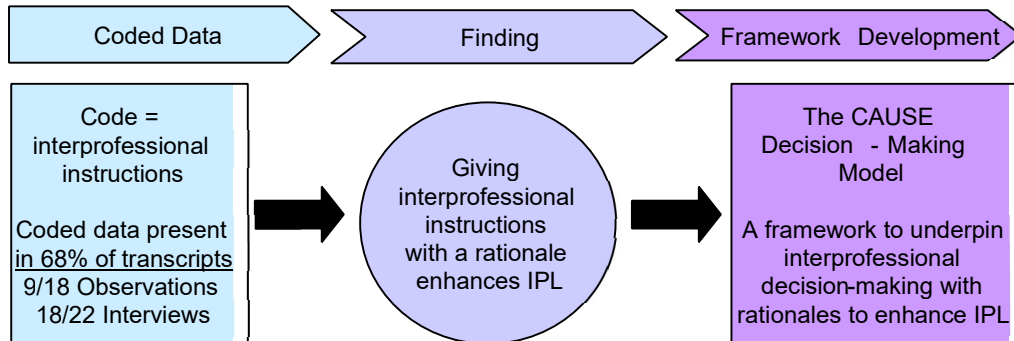 Coded Data
Finding
Framework Development
Code =
interprofessional
instructions
Coded data present
in 68% of transcripts
9/18 Observations
18/22 Interviews
Giving
interprofessional
instructions
with a rationale
enhances IPL
The CAUSE
Decision - Making
Model
A framework to underpin
interprofessional
decision-making with
rationales to enhance IPL